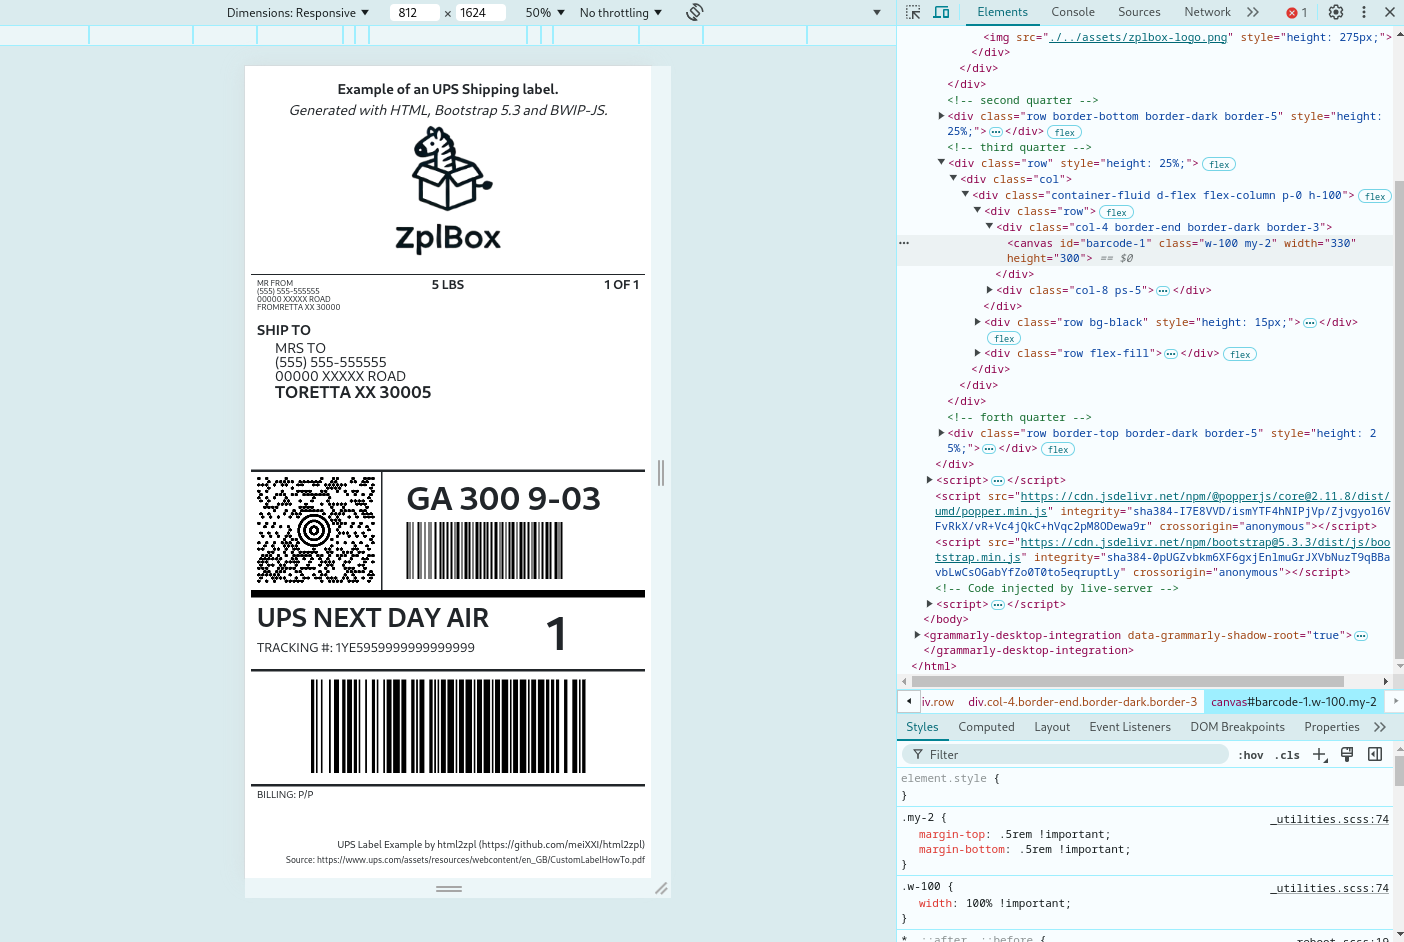 Dimensions: Responsive 812 × 1624 50% No throttling
Example of an UPS Shipping label.
Generated with HTML, Bootstrap 5.3 and BWIP-JS.
ZplBox
MR FROM
(555) 555-555555
00000 XXXXX ROAD
FROMRETTA XX 30000
5 LBS
1 OF 1
SHIP TO
MRS TO
(555) 555-555555
00000 XXXXX ROAD
TORETTA XX 30005
GA 300 9-03
UPS NEXT DAY AIR
TRACKING #: 1YE5959999999999999
1
BILLING: P/P
UPS Label Example by html2zpl (https://github.com/meiXXI/html2zpl)
Source: https://www.ups.com/assets/resources/webcontent/en_GB/CustomLabelHowTo.pdf
Elements Console Sources Network 1
<img src="./../assets/zplbox-logo.png" style="height: 275px;">
</div>
</div>
</div>
<!-- second quarter -->
<div class="row border-bottom border-dark border-5" style="height:
25%;"> ⋯ </div> flex
<!-- third quarter -->
<div class="row" style="height: 25%;"> flex
<div class="col">
<div class="container-fluid d-flex flex-column p-0 h-100"> flex
<div class="row"> flex
<div class="col-4 border-end border-dark border-3">
<canvas id="barcode-1" class="w-100 my-2" width="330"
height="300"> == $0
</div>
<div class="col-8 ps-5"> ⋯ </div>
</div>
<div class="row bg-black" style="height: 15px;"> ⋯ </div>
flex
<div class="row flex-fill"> ⋯ </div> flex
</div>
</div>
</div>
<!-- forth quarter -->
<div class="row border-top border-dark border-5" style="height: 2
5%;"> ⋯ </div> flex
</div>
<script> ⋯ </script>
<script src="https://cdn.jsdelivr.net/npm/@popperjs/core@2.11.8/dist/
umd/popper.min.js" integrity="sha384-I7E8VVD/ismYTF4hNIPjVp/Zjvgyol6V
FvRkX/vR+Vc4jQkC+hVqc2pM8ODewa9r" crossorigin="anonymous"></script>
<script src="https://cdn.jsdelivr.net/npm/bootstrap@5.3.3/dist/js/boo
tstrap.min.js" integrity="sha384-0pUGZvbkm6XF6gxjEnlmuGrJXVbNuzT9qBBa
vbLwCsOGabYfZo0T0to5eqruptLy" crossorigin="anonymous"></script>
<!-- Code injected by live-server -->
<script> ⋯ </script>
</body>
<grammarly-desktop-integration data-grammarly-shadow-root="true"> ⋯
</grammarly-desktop-integration>
</html>
iv.row div.col-4.border-end.border-dark.border-3 canvas#barcode-1.w-100.my-2
Styles Computed Layout Event Listeners DOM Breakpoints Properties
Filter :hov .cls
element.style {
}
.my-2 { _utilities.scss:74
margin-top: .5rem !important;
margin-bottom: .5rem !important;
}
.w-100 { _utilities.scss:74
width: 100% !important;
}
*, ::after, ::before { _reboot.scss:19